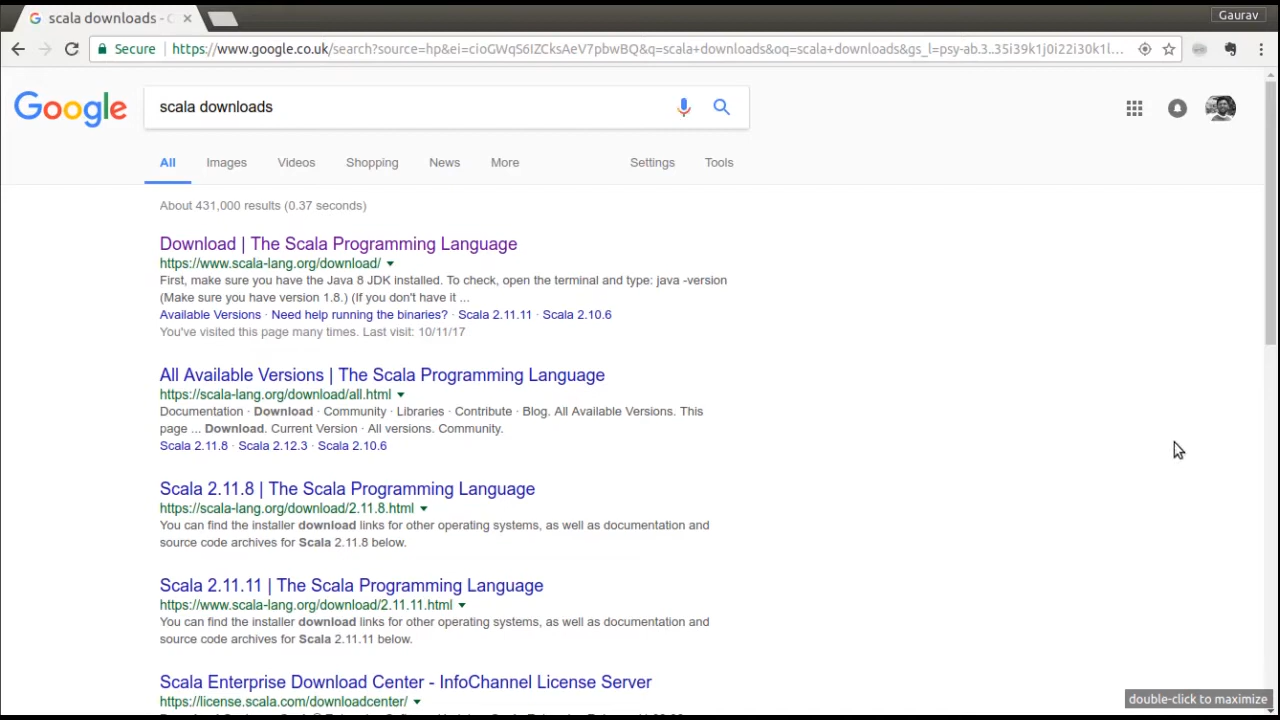 scala downloads - G
Gaurav
Secure https://www.google.co.uk/search?source=hp&ei=cioGWqS6IZCksAeV7pbwBQ&q=scala+downloads&oq=scala+downloads&gs_l=psy-ab.3..35i39k1j0i22i30k1l...
Google
scala downloads
All Images Videos Shopping News More Settings Tools
About 431,000 results (0.37 seconds)
Download | The Scala Programming Language
https://www.scala-lang.org/download/
First, make sure you have the Java 8 JDK installed. To check, open the terminal and type: java -version
(Make sure you have version 1.8.) (If you don't have it ...
Available Versions · Need help running the binaries? · Scala 2.11.11 · Scala 2.10.6
You've visited this page many times. Last visit: 10/11/17
All Available Versions | The Scala Programming Language
https://scala-lang.org/download/all.html
Documentation · Download · Community · Libraries · Contribute · Blog. All Available Versions. This
page ... Download. Current Version · All versions. Community.
Scala 2.11.8 · Scala 2.12.3 · Scala 2.10.6
Scala 2.11.8 | The Scala Programming Language
https://scala-lang.org/download/2.11.8.html
You can find the installer download links for other operating systems, as well as documentation and
source code archives for Scala 2.11.8 below.
Scala 2.11.11 | The Scala Programming Language
https://www.scala-lang.org/download/2.11.11.html
You can find the installer download links for other operating systems, as well as documentation and
source code archives for Scala 2.11.11 below.
Scala Enterprise Download Center - InfoChannel License Server
https://license.scala.com/downloadcenter/
double-click to maximize